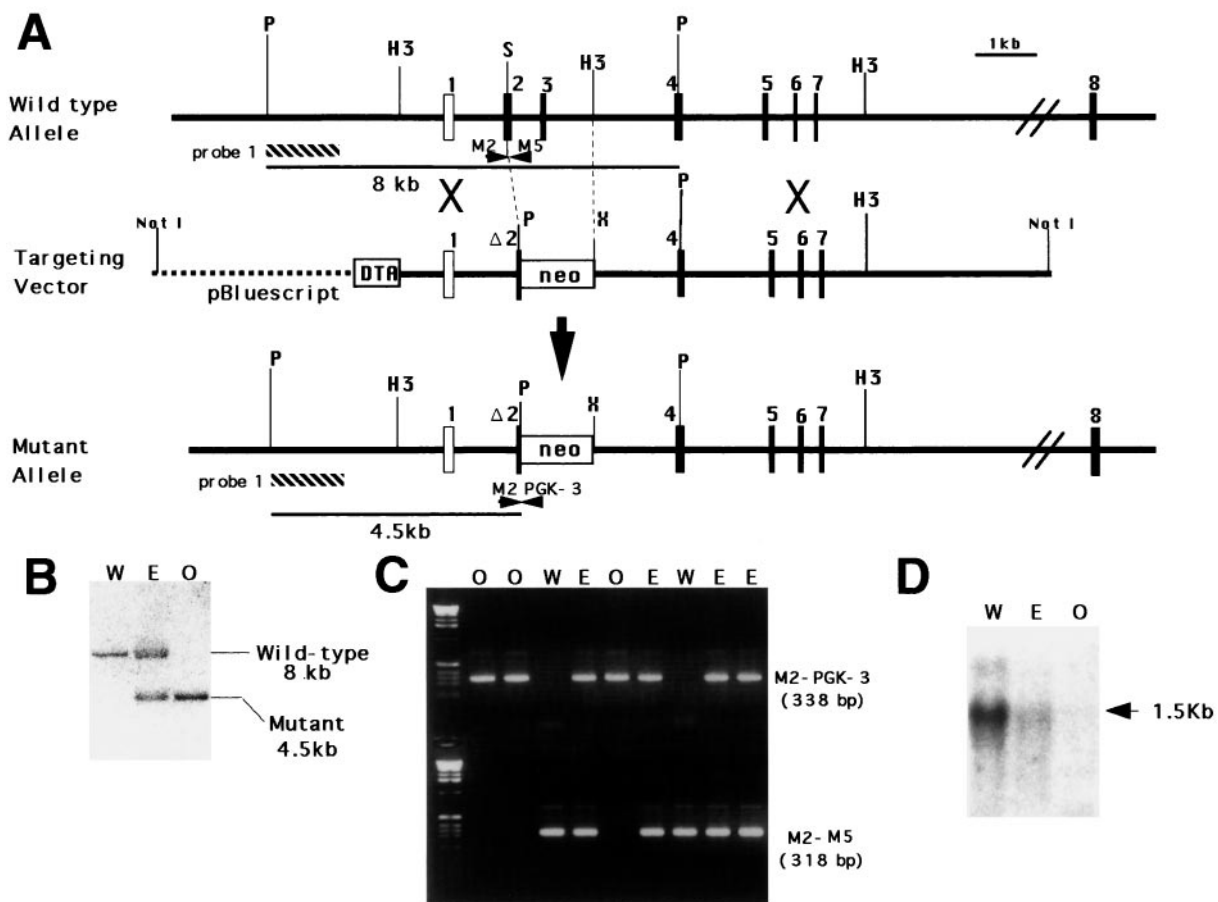 A
P
H3
1
S
2
3
H3
P
4
5
6
7
H3
1kb
8
Wild type
Allele
probe 1
M2
M5
8 kb
X
X
Not I
DTA
pBluescript
1
Δ2
P
neo
X
P
4
5
6
7
H3
Not I
Targeting
Vector
P
H3
1
Δ2
P
neo
X
P
4
5
6
7
H3
8
Mutant
Allele
probe 1
M2 PGK-3
4.5kb
B
W E O
Wild-type
8 kb
Mutant
4.5kb
C
O O W E O E W E E
M2-PGK-3
(338 bp)
M2-M5
(318 bp)
D
W E O
1.5Kb